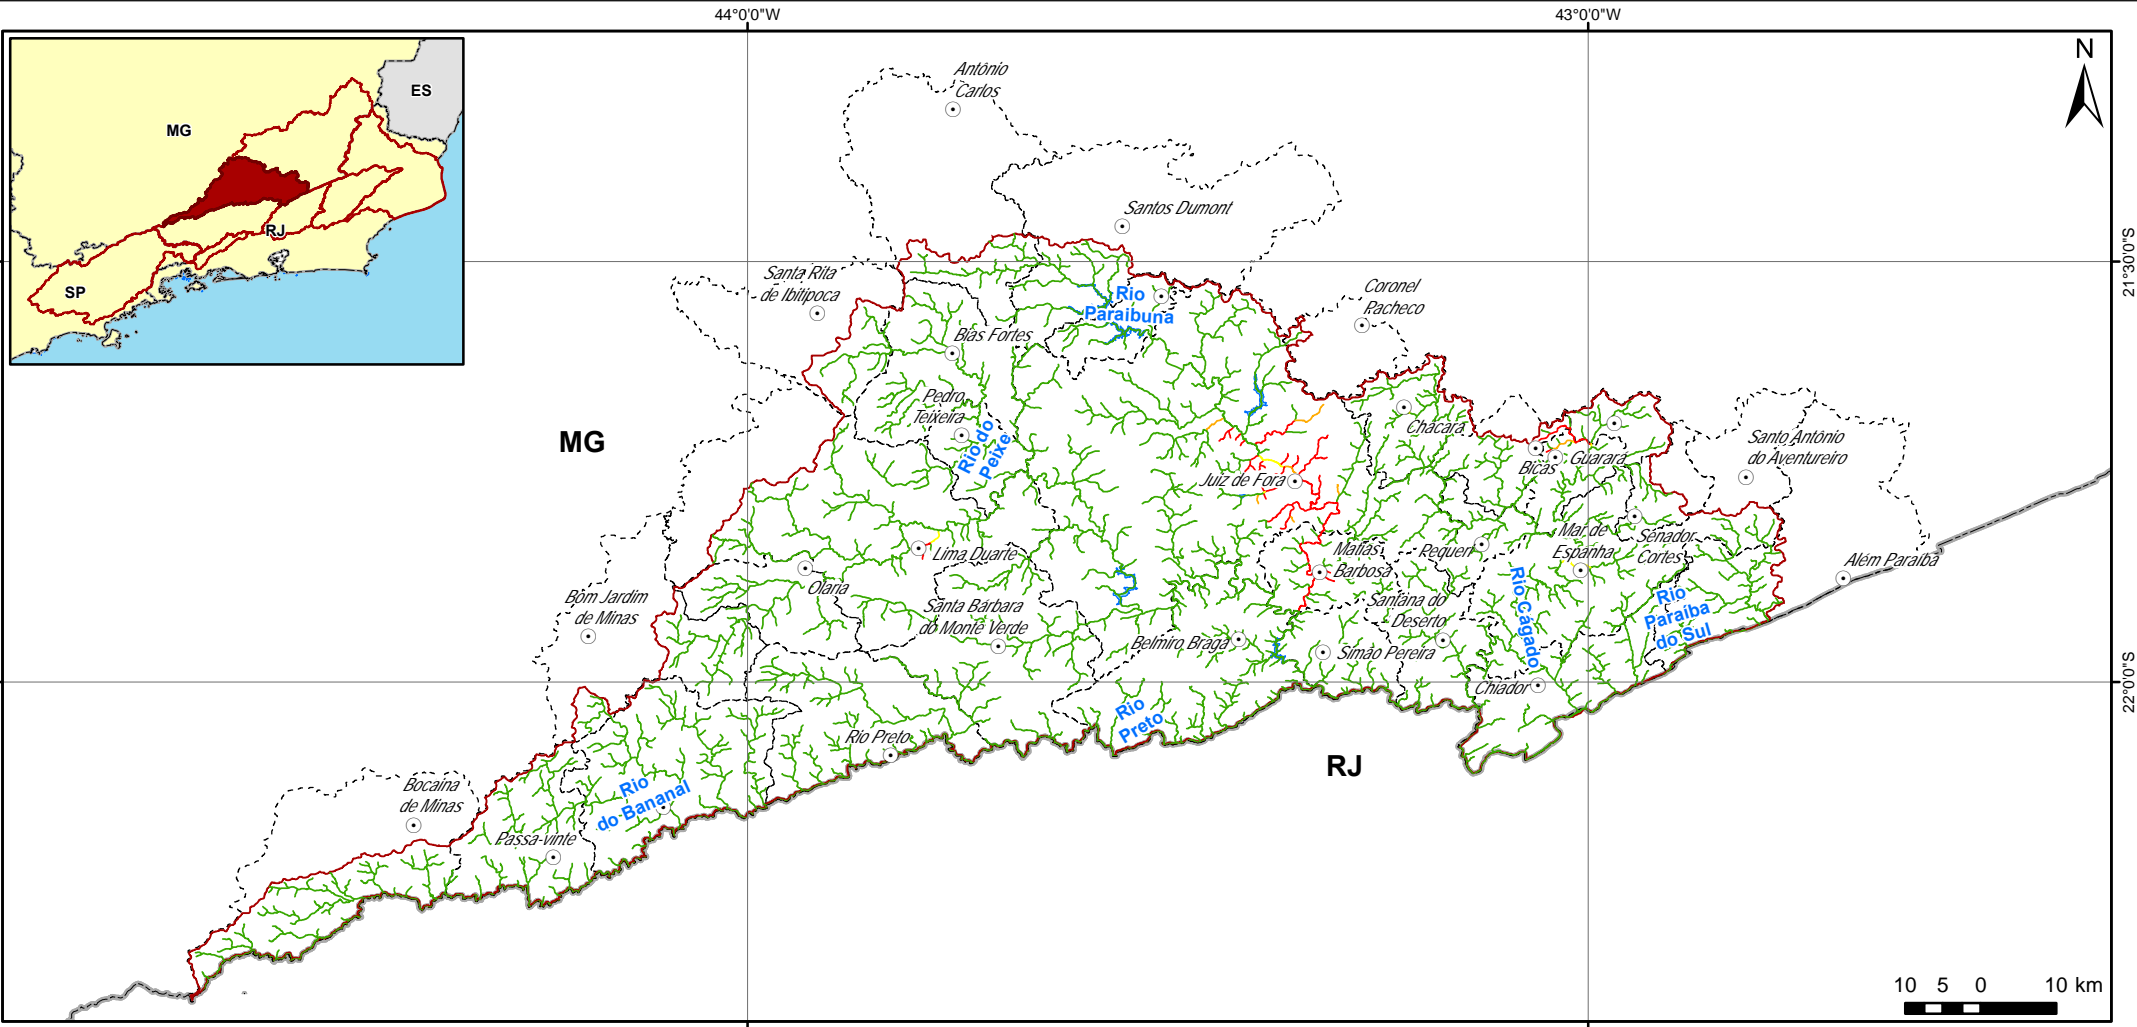 44°0'0"W
43°0'0"W
N
ES
MG
RJ
SP
Antônio
Carlos
Santos Dumont
21°30'0"S
Santa Rita
de Ibitipoca
Coronel
Pacheco
Rio
Paraibuna
Bias Fortes
Pedro
Teixeira
Rio do
Peixe
MG
Chácara
Santo Antônio
do Aventureiro
Bicas
Guarará
Juiz de Fora
Mar de
Espanha
Senador
Cortes
Lima Duarte
Matias
Barbosa
Pequeri
Além Paraíba
Olaria
Bom Jardim
de Minas
Santa Bárbara
do Monte Verde
Santana do
Deserto
Rio Cágado
Rio
Paraíba
do Sul
Belmiro Braga
Simão Pereira
Chiador
22°0'0"S
Rio
Preto
Rio Preto
RJ
Rio
do Bananal
Bocaina
de Minas
Passa-vinte
10 5 0 10 km